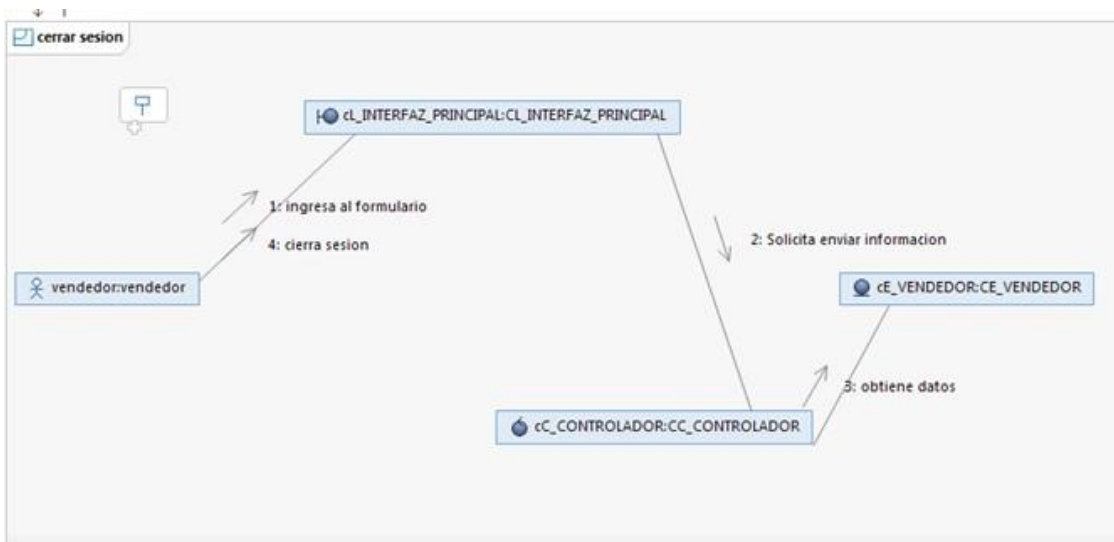 cerrar sesion
cL_INTERFAZ_PRINCIPAL:CL_INTERFAZ_PRINCIPAL
1: ingresa al formulario
4: cierra sesion
2: Solicita enviar informacion
vendedor:vendedor
cE_VENDEDOR:CE_VENDEDOR
3: obtiene datos
cC_CONTROLADOR:CC_CONTROLADOR